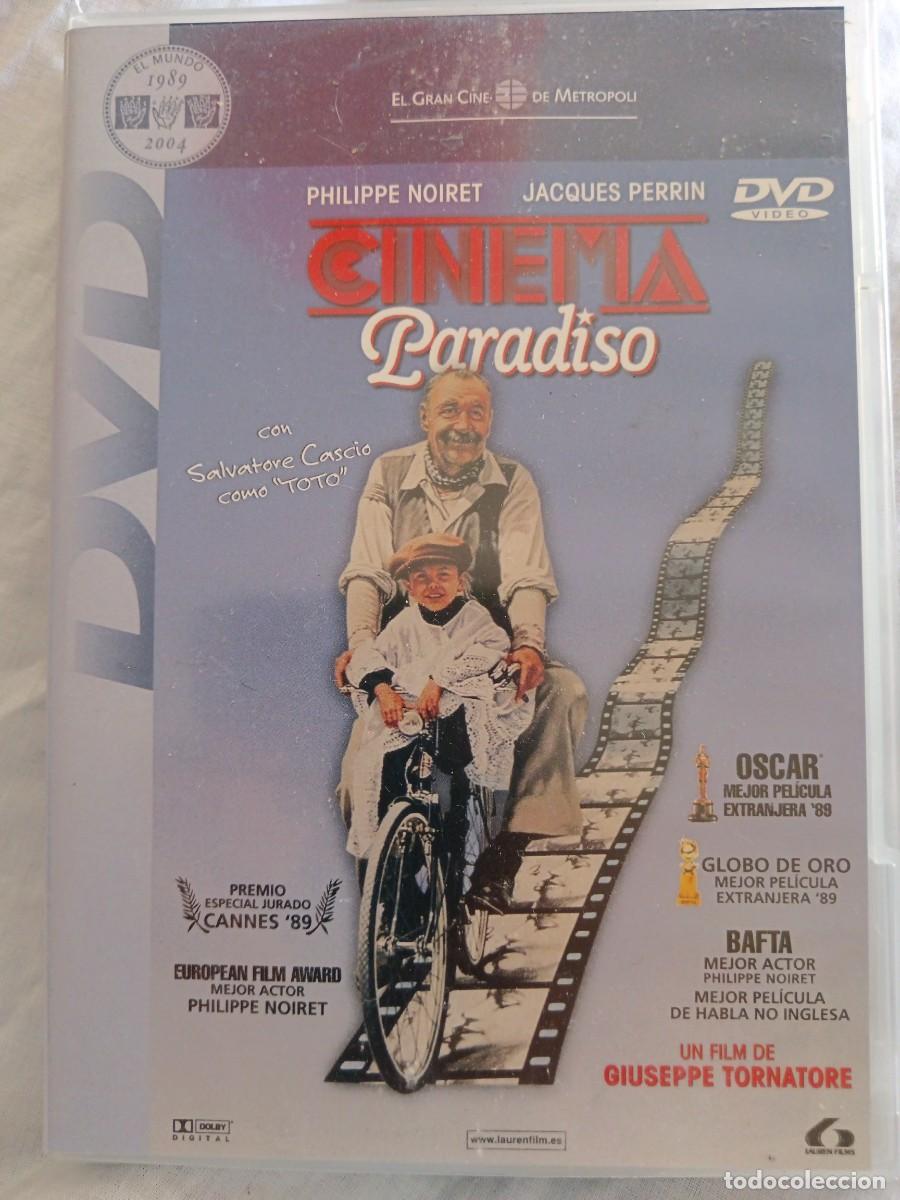 EL MUNDO
1989
2004
EL GRAN CINE DE METROPOLI
PHILIPPE NOIRET JACQUES PERRIN
DVD
VIDEO
CINEMA
Paradiso
DVD
con
Salvatore Cascio
como "TOTO"
OSCAR®
MEJOR PELÍCULA
EXTRANJERA '89
GLOBO DE ORO
MEJOR PELÍCULA
EXTRANJERA '89
PREMIO
ESPECIAL JURADO
CANNES '89
BAFTA
MEJOR ACTOR
PHILIPPE NOIRET
MEJOR PELÍCULA
DE HABLA NO INGLESA
EUROPEAN FILM AWARD
MEJOR ACTOR
PHILIPPE NOIRET
UN FILM DE
GIUSEPPE TORNATORE
DOLBY
DIGITAL
www.laurenfilm.es
LAUREN FILMS
todocoleccion